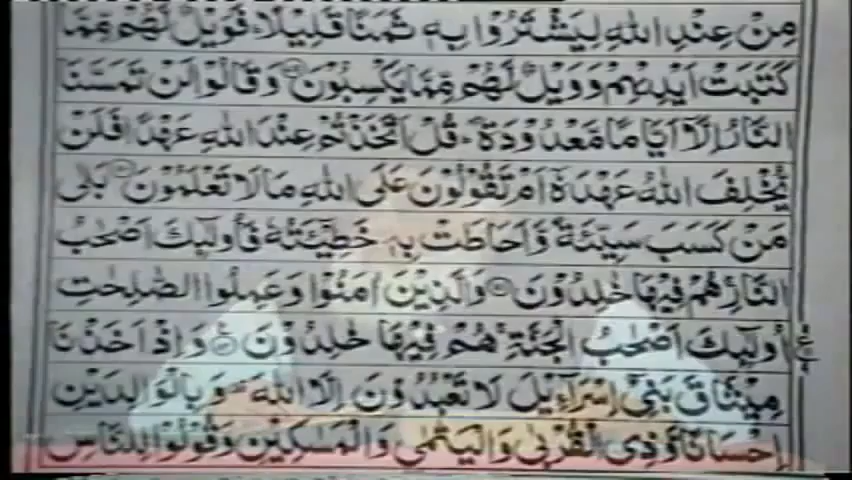 مِنْ عِنْدِ اللّٰهِ لِيَشْتَرُوْا بِهٖ ثَمَنًا قَلِيْلًا ؕ فَوَيْلٌ لَّهُمْ مِّمَّا
كَتَبَتْ اَيْدِيْهِمْ وَوَيْلٌ لَّهُمْ مِّمَّا يَكْسِبُوْنَ وَقَالُوْا لَنْ تَمَسَّنَا
النَّارُ اِلَّاۤ اَيَّامًا مَّعْدُوْدَةً ؕ قُلْ اَتَّخَذْتُمْ عِنْدَ اللّٰهِ عَهْدًا فَلَنْ
يُّخْلِفَ اللّٰهُ عَهْدَهٗۤ اَمْ تَقُوْلُوْنَ عَلَى اللّٰهِ مَا لَا تَعْلَمُوْنَ بَلٰى
مَنْ كَسَبَ سَيِّئَةً وَّاَحَاطَتْ بِهٖ خَطِيْٓـَٔتُهٗ فَاُولٰٓئِكَ اَصْحٰبُ
النَّارِ هُمْ فِيْهَا خٰلِدُوْنَ وَالَّذِيْنَ اٰمَنُوْا وَعَمِلُوا الصّٰلِحٰتِ
اُولٰٓئِكَ اَصْحٰبُ الْجَنَّةِ هُمْ فِيْهَا خٰلِدُوْنَ وَاِذْ اَخَذْنَا
مِيْثَاقَ بَنِيْۤ اِسْرَآءِيْلَ لَا تَعْبُدُوْنَ اِلَّا اللّٰهَ وَبِالْوَالِدَيْنِ
اِحْسَانًا وَّذِى الْقُرْبٰى وَالْيَتٰمٰى وَالْمَسٰكِيْنِ وَقُوْلُوْا لِلنَّاسِ